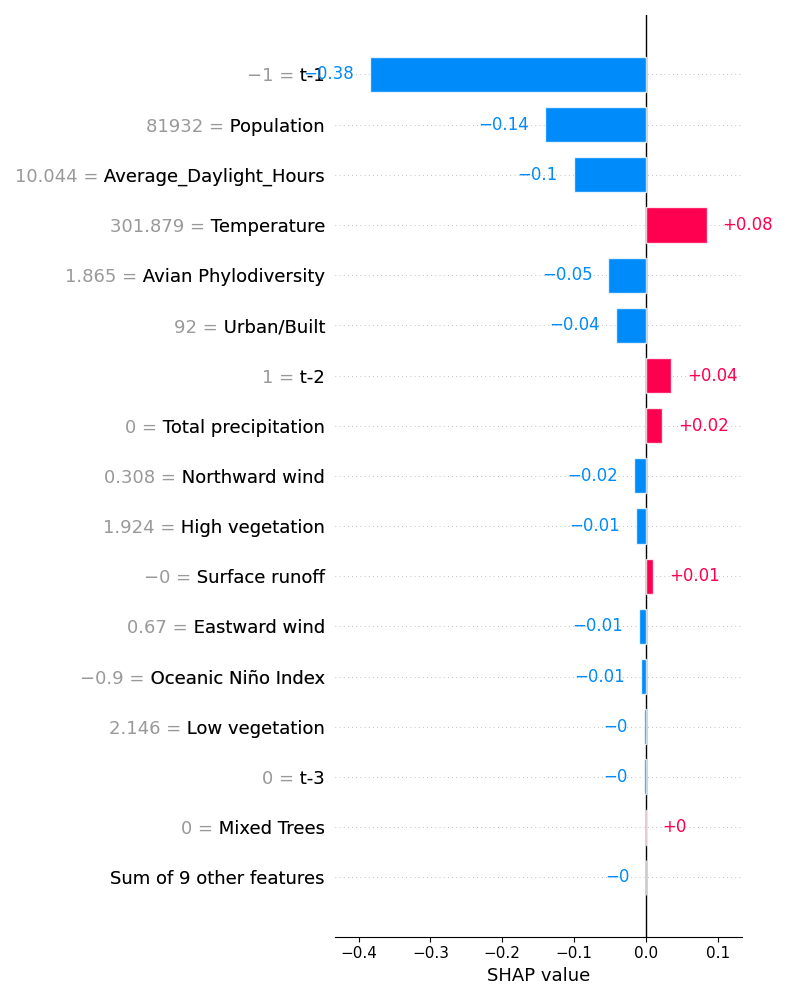 −1 = t-1 −0.38
81932 = Population −0.14
10.044 = Average_Daylight_Hours −0.1
301.879 = Temperature +0.08
1.865 = Avian Phylodiversity −0.05
92 = Urban/Built −0.04
1 = t-2 +0.04
0 = Total precipitation +0.02
0.308 = Northward wind −0.02
1.924 = High vegetation −0.01
−0 = Surface runoff +0.01
0.67 = Eastward wind −0.01
−0.9 = Oceanic Niño Index −0.01
2.146 = Low vegetation −0
0 = t-3 −0
0 = Mixed Trees +0
Sum of 9 other features −0
−0.4 −0.3 −0.2 −0.1 0.0 0.1
SHAP value